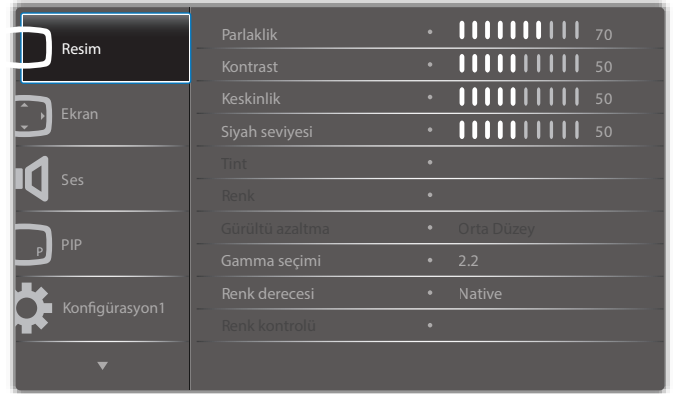 Resim
Ekran
Ses
P
PIP
Konfigürasyon1
Parlaklik 70
Kontrast 50
Keskinlik 50
Siyah seviyesi 50
Tint
Renk
Gürültü azaltma Orta Düzey
Gamma seçimi 2.2
Renk derecesi Native
Renk kontrolü